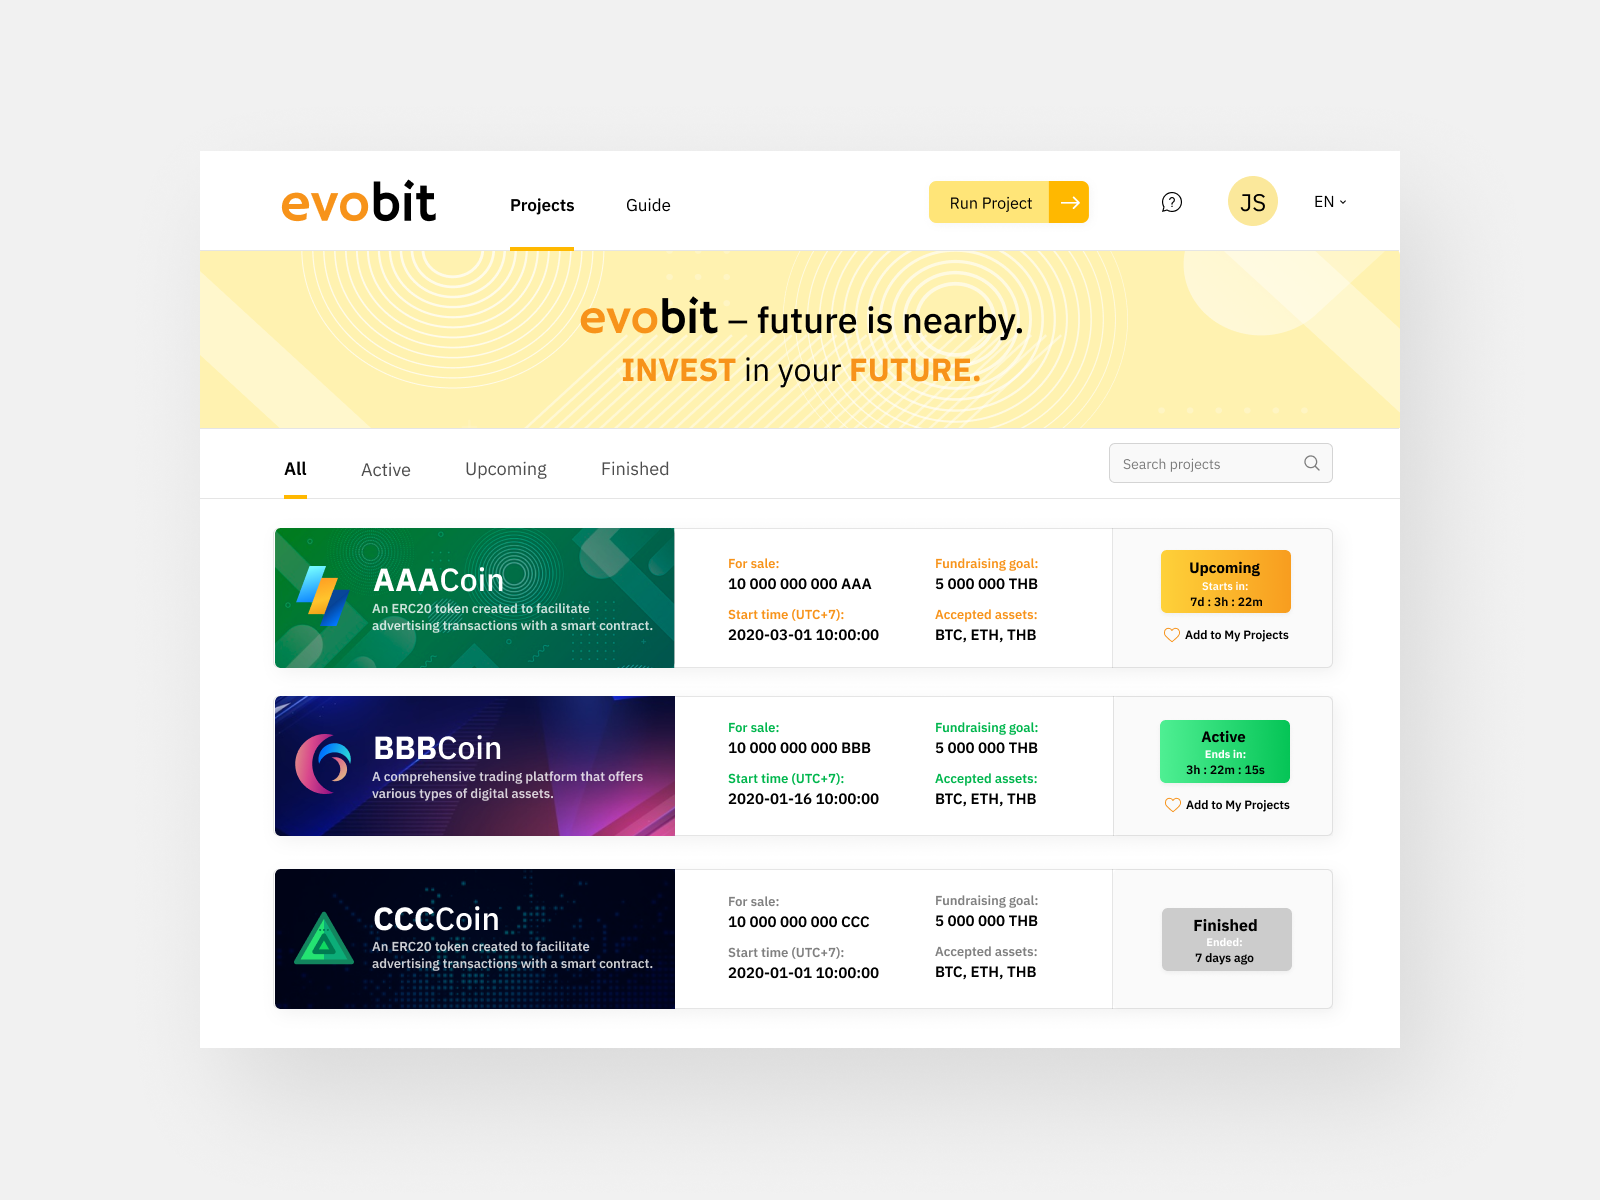 evobit
Projects
Guide
Run Project
JS
EN
evobit – future is nearby.
INVEST in your FUTURE.
All
Active
Upcoming
Finished
Search projects
AAACoin
An ERC20 token created to facilitate
advertising transactions with a smart contract.
For sale:
10 000 000 000 AAA
Start time (UTC+7):
2020-03-01 10:00:00
Fundraising goal:
5 000 000 THB
Accepted assets:
BTC, ETH, THB
Upcoming
Starts in:
7d : 3h : 22m
Add to My Projects
BBBCoin
A comprehensive trading platform that offers
various types of digital assets.
For sale:
10 000 000 000 BBB
Start time (UTC+7):
2020-01-16 10:00:00
Fundraising goal:
5 000 000 THB
Accepted assets:
BTC, ETH, THB
Active
Ends in:
3h : 22m : 15s
Add to My Projects
CCCCoin
An ERC20 token created to facilitate
advertising transactions with a smart contract.
For sale:
10 000 000 000 CCC
Start time (UTC+7):
2020-01-01 10:00:00
Fundraising goal:
5 000 000 THB
Accepted assets:
BTC, ETH, THB
Finished
Ended:
7 days ago